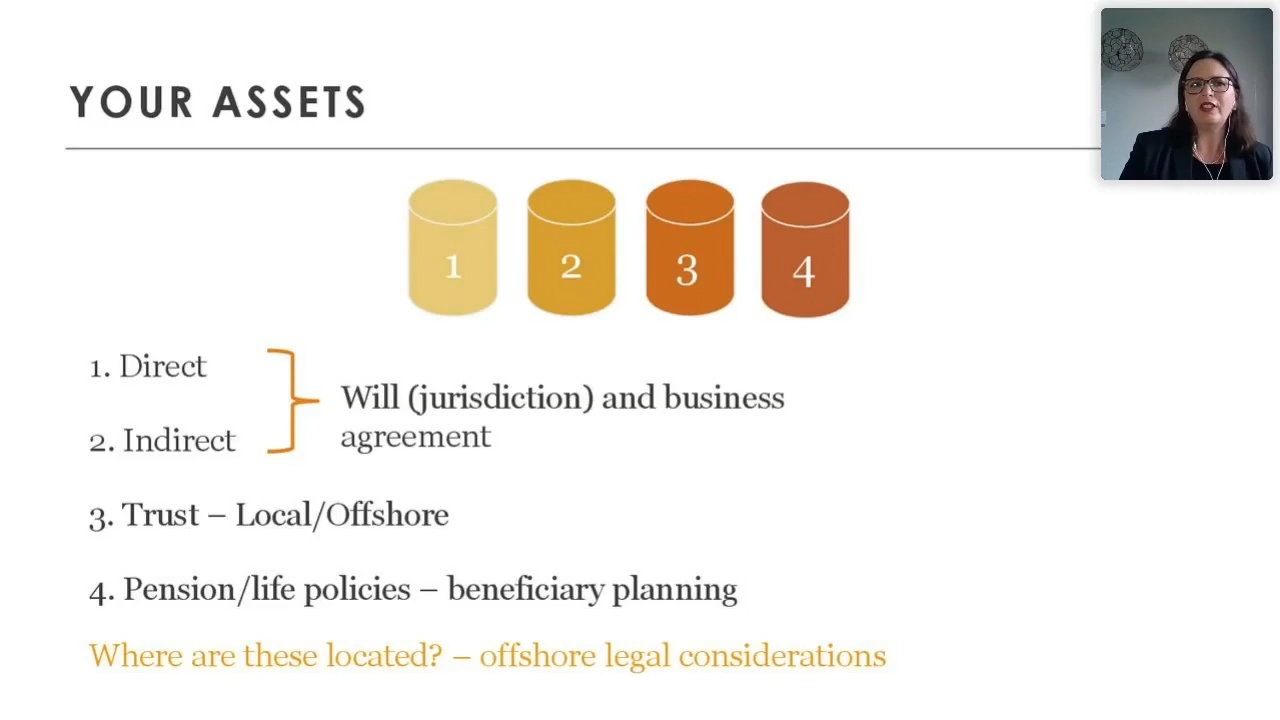 YOUR ASSETS
1 2 3 4
1. Direct
Will (jurisdiction) and business
agreement
2. Indirect
3. Trust – Local/Offshore
4. Pension/life policies – beneficiary planning
Where are these located? – offshore legal considerations